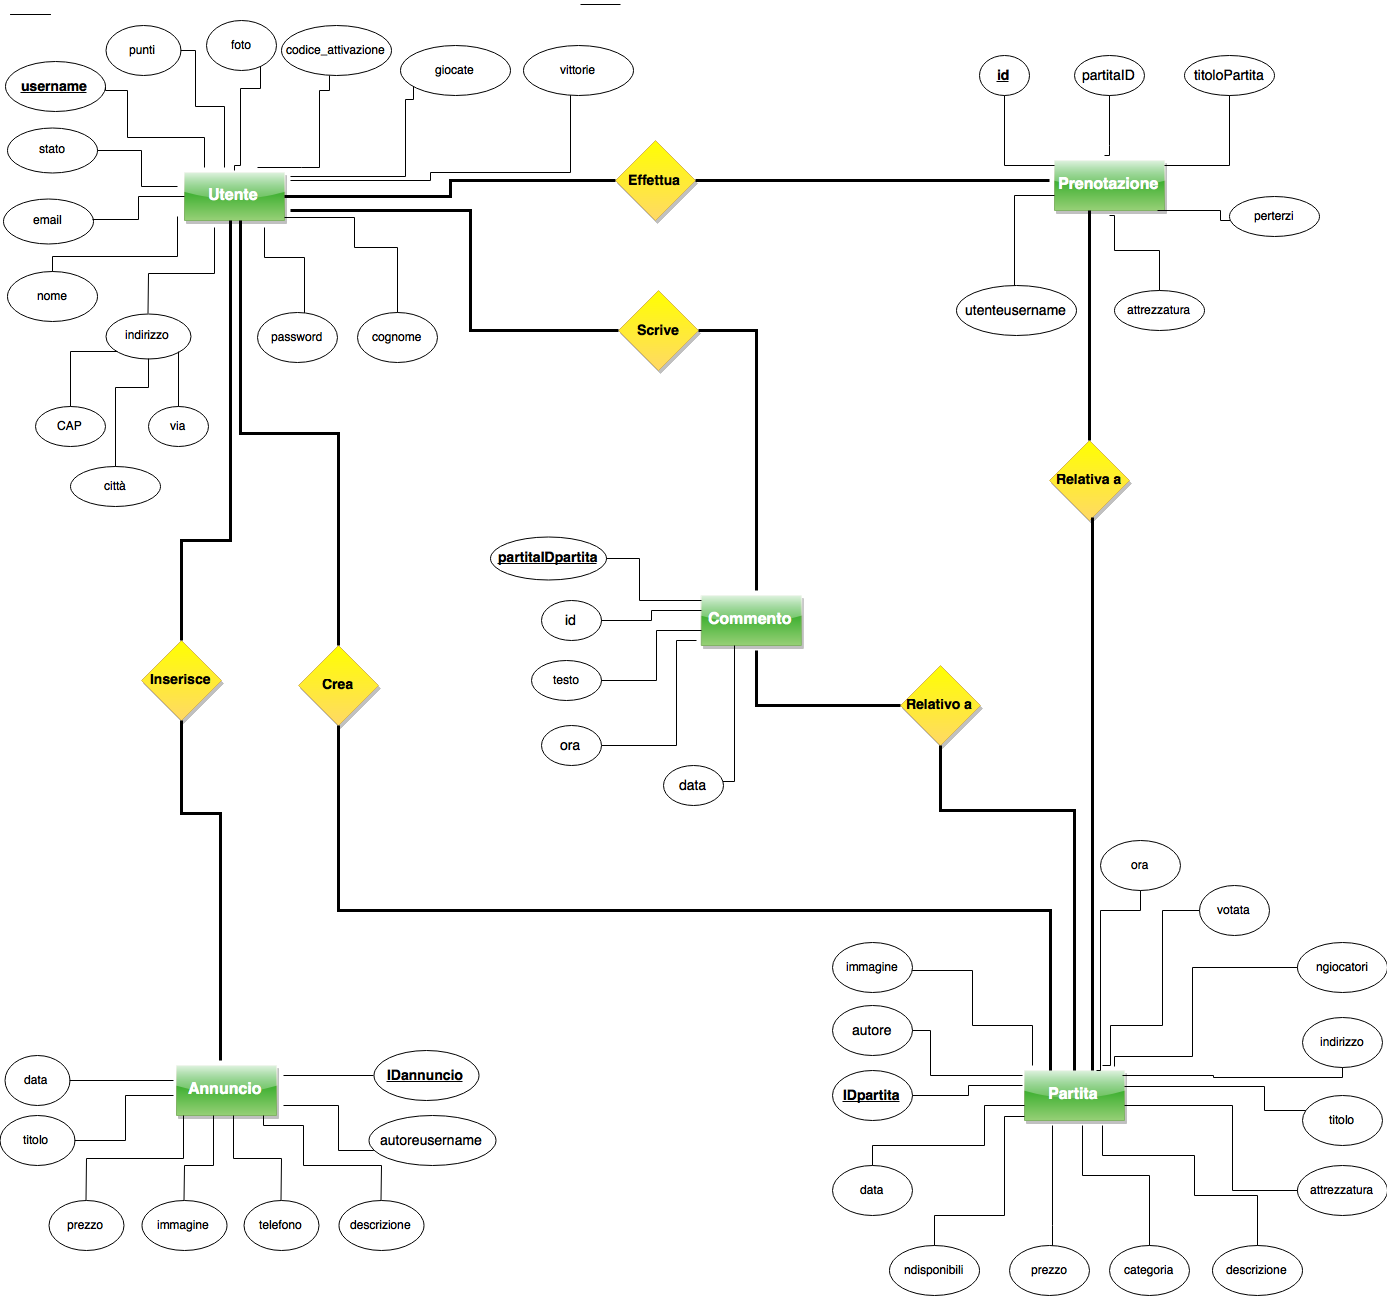 punti
foto
codice_attivazione
giocate
vittorie
username
stato
email
nome
Utente
indirizzo
password
cognome
CAP
via
città
Effettua
id
partitaID
titoloPartita
Prenotazione
perterzi
utenteusername
attrezzatura
Scrive
Relativa a
partitaIDpartita
id
Commento
testo
ora
data
Relativo a
Inserisce
Crea
ora
votata
immagine
ngiocatori
autore
indirizzo
IDpartita
Partita
titolo
data
attrezzatura
ndisponibili
prezzo
categoria
descrizione
data
Annuncio
IDannuncio
titolo
autoreusername
prezzo
immagine
telefono
descrizione